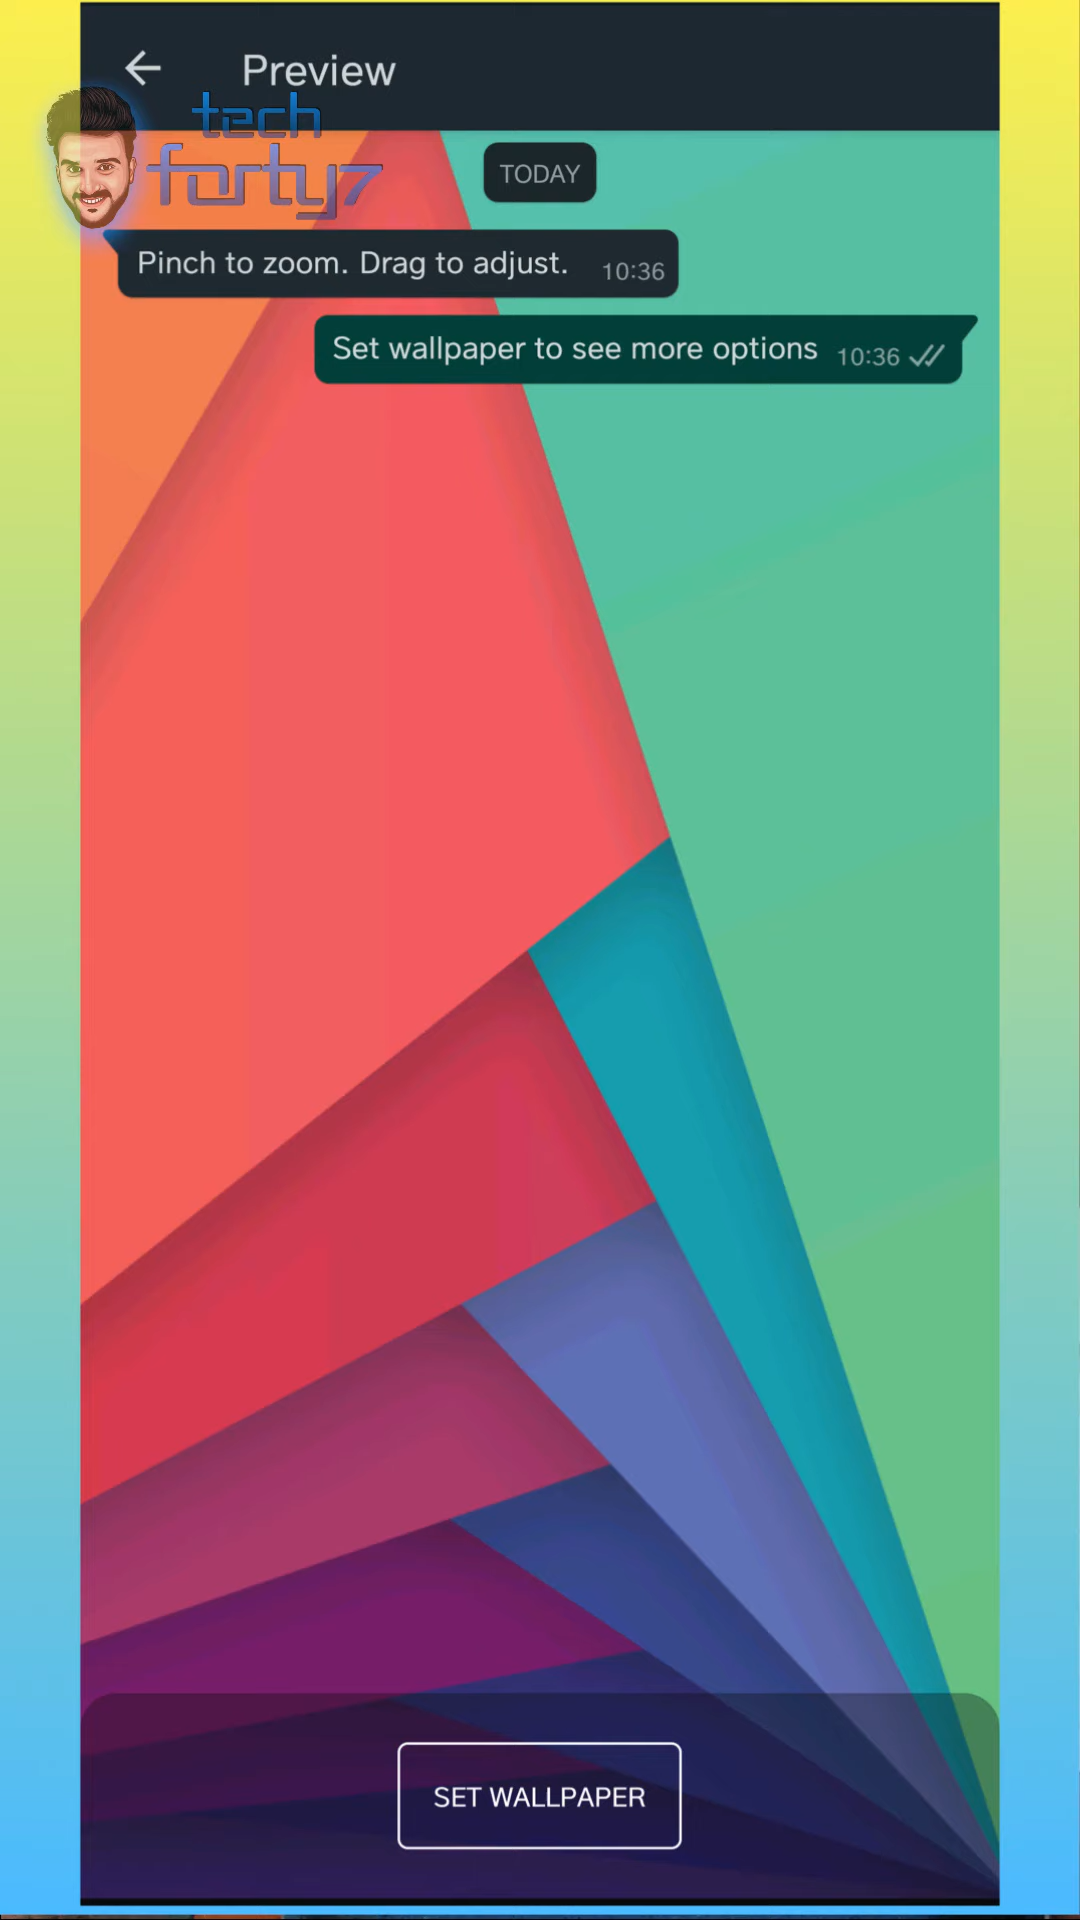 Preview
tech
forty7
TODAY
Pinch to zoom. Drag to adjust. 10:36
Set wallpaper to see more options 10:36
SET WALLPAPER